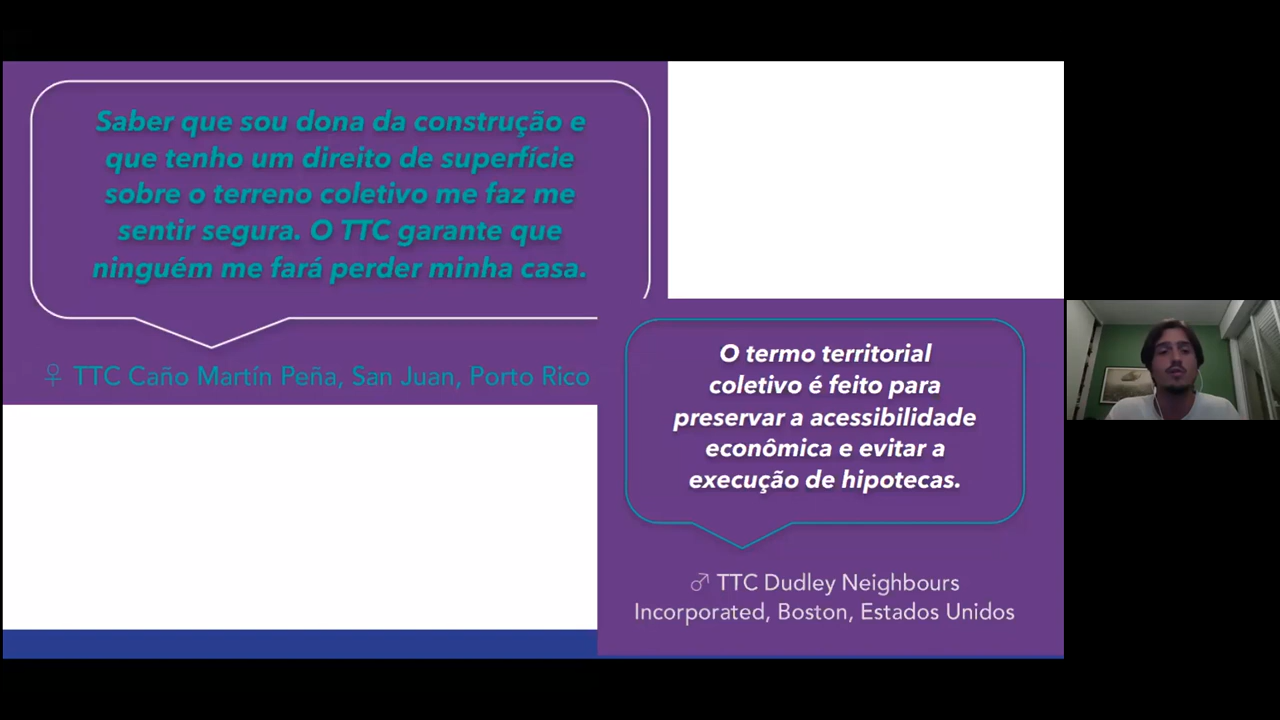 Saber que sou dona da construção e
que tenho um direito de superfície
sobre o terreno coletivo me faz me
sentir segura. O TTC garante que
ninguém me fará perder minha casa.
♀ TTC Caño Martín Peña, San Juan, Porto Rico
O termo territorial
coletivo é feito para
preservar a acessibilidade
econômica e evitar a
execução de hipotecas.
♂ TTC Dudley Neighbours
Incorporated, Boston, Estados Unidos